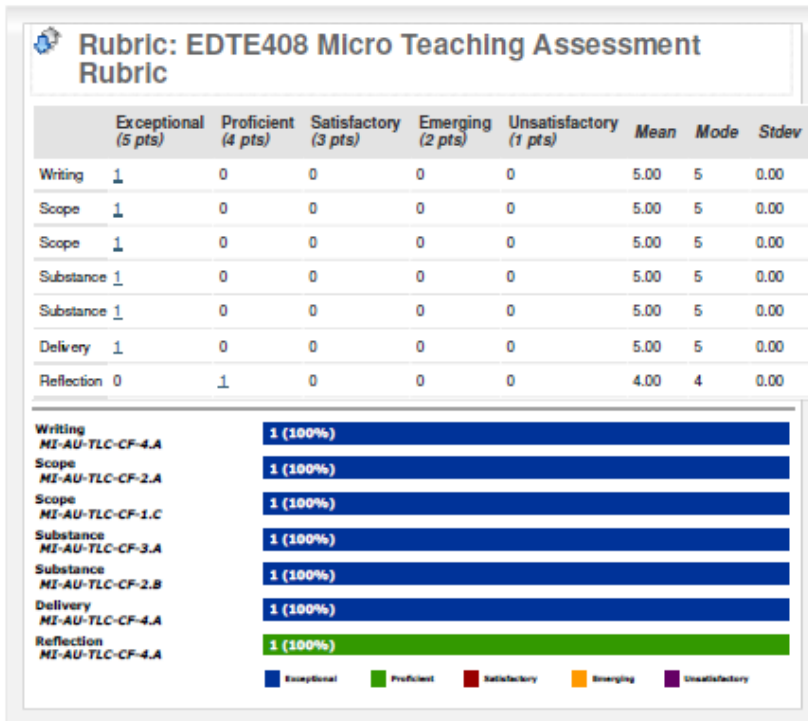 Rubric: EDTE408 Micro Teaching Assessment
Rubric
Exceptional (5 pts) Proficient (4 pts) Satisfactory (3 pts) Emerging (2 pts) Unsatisfactory (1 pts) Mean Mode Stdev
Writing 1 0 0 0 0 5.00 5 0.00
Scope 1 0 0 0 0 5.00 5 0.00
Scope 1 0 0 0 0 5.00 5 0.00
Substance 1 0 0 0 0 5.00 5 0.00
Substance 1 0 0 0 0 5.00 5 0.00
Delivery 1 0 0 0 0 5.00 5 0.00
Reflection 0 1 0 0 0 4.00 4 0.00
Writing
MI-AU-TLC-CF-4.A 1 (100%)
Scope
MI-AU-TLC-CF-2.A 1 (100%)
Scope
MI-AU-TLC-CF-1.C 1 (100%)
Substance
MI-AU-TLC-CF-3.A 1 (100%)
Substance
MI-AU-TLC-CF-2.B 1 (100%)
Delivery
MI-AU-TLC-CF-4.A 1 (100%)
Reflection
MI-AU-TLC-CF-4.A 1 (100%)
Exceptional Proficient Satisfactory Emerging Unsatisfactory